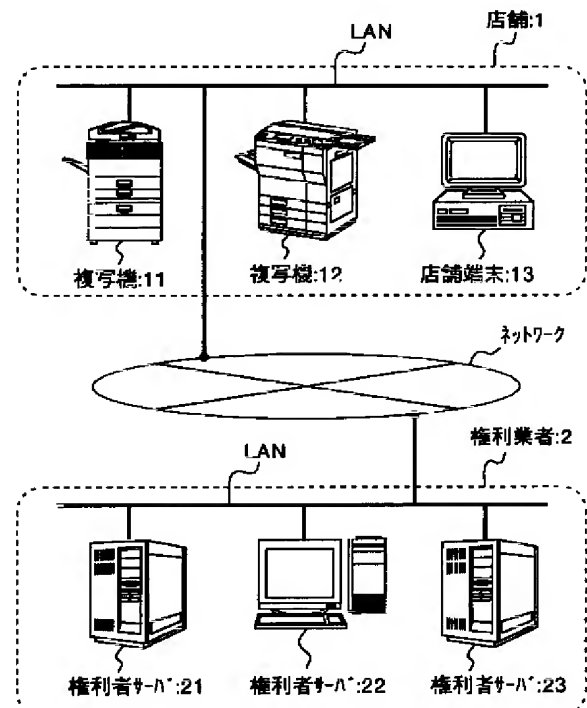 店舗:1
LAN
複写機:11
複写機:12
店舗端末:13
ネットワーク
権利業者:2
LAN
権利者サーバ:21
権利者サーバ:22
権利者サーバ:23